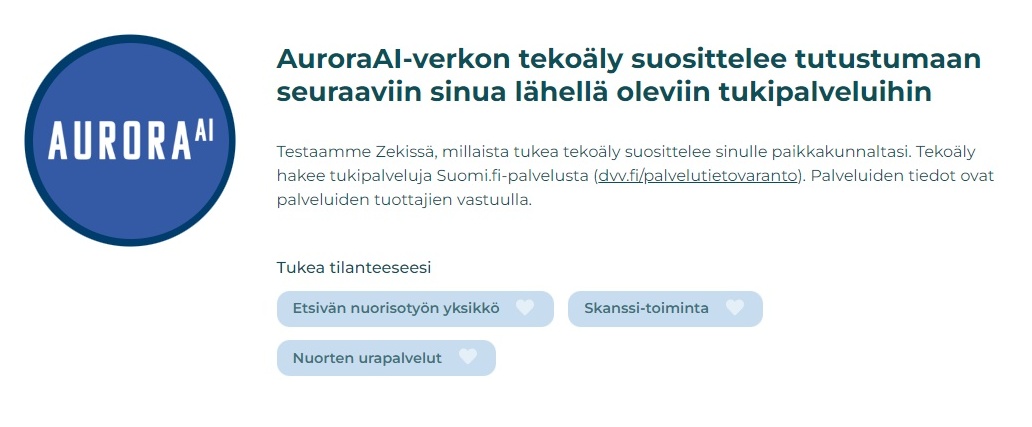 AURORA AI
AuroraAI-verkon tekoäly suosittelee tutustumaan
seuraaviin sinua lähellä oleviin tukipalveluihin
Testaamme Zekissä, millaista tukea tekoäly suosittelee sinulle paikkakunnaltasi. Tekoäly
hakee tukipalveluja Suomi.fi-palvelusta (dvv.fi/palvelutietovaranto). Palveluiden tiedot ovat
palveluiden tuottajien vastuulla.
Tukea tilanteeseesi
Etsivän nuorisotyön yksikkö
Skanssi-toiminta
Nuorten urapalvelut